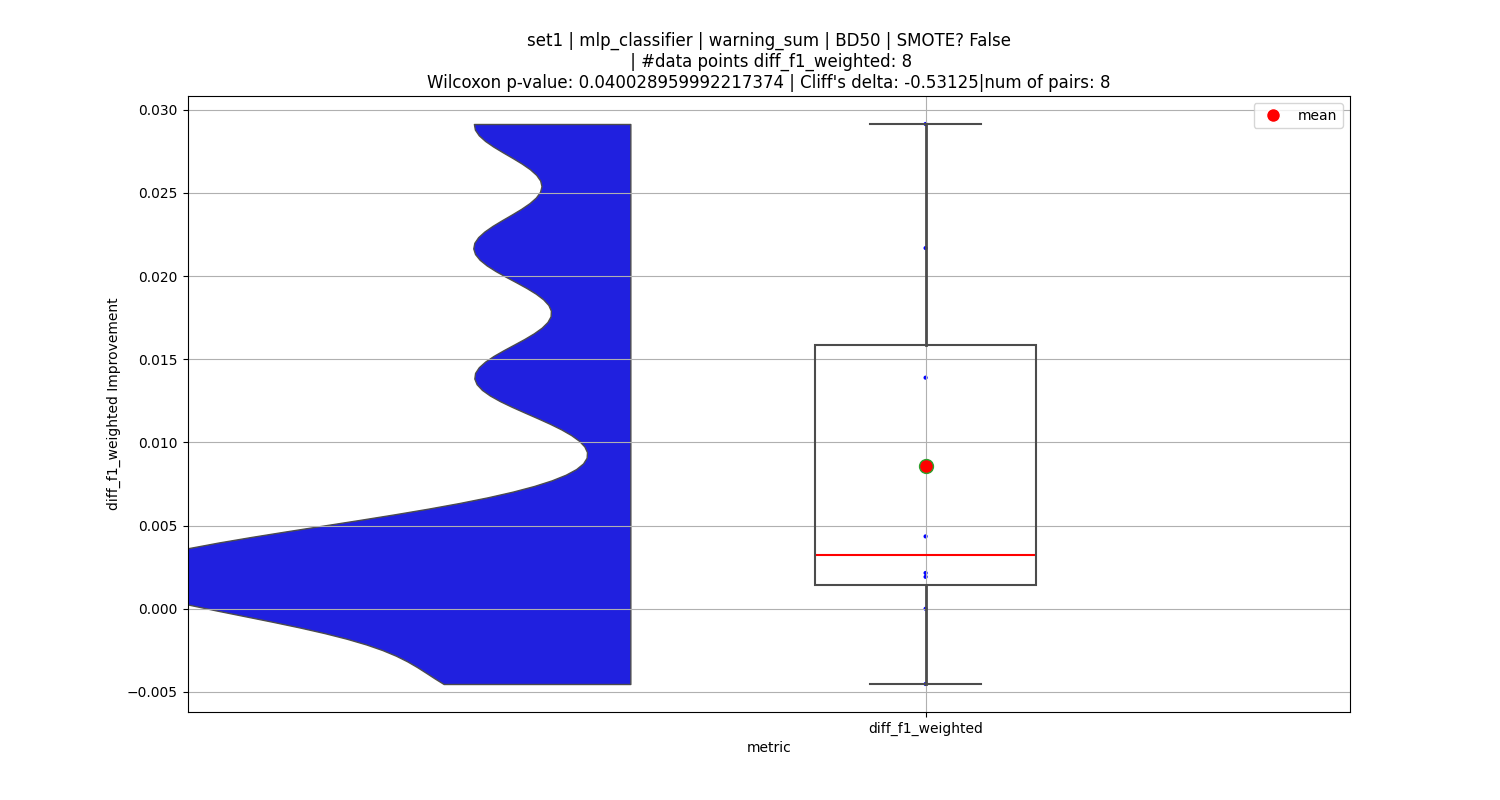 set1 | mlp_classifier | warning_sum | BD50 | SMOTE? False
| #data points diff_f1_weighted: 8
Wilcoxon p-value: 0.040028959992217374 | Cliff's delta: -0.53125|num of pairs: 8
mean
0.030
0.025
0.020
0.015
0.010
0.005
0.000
−0.005
diff_f1_weighted Improvement
diff_f1_weighted
metric